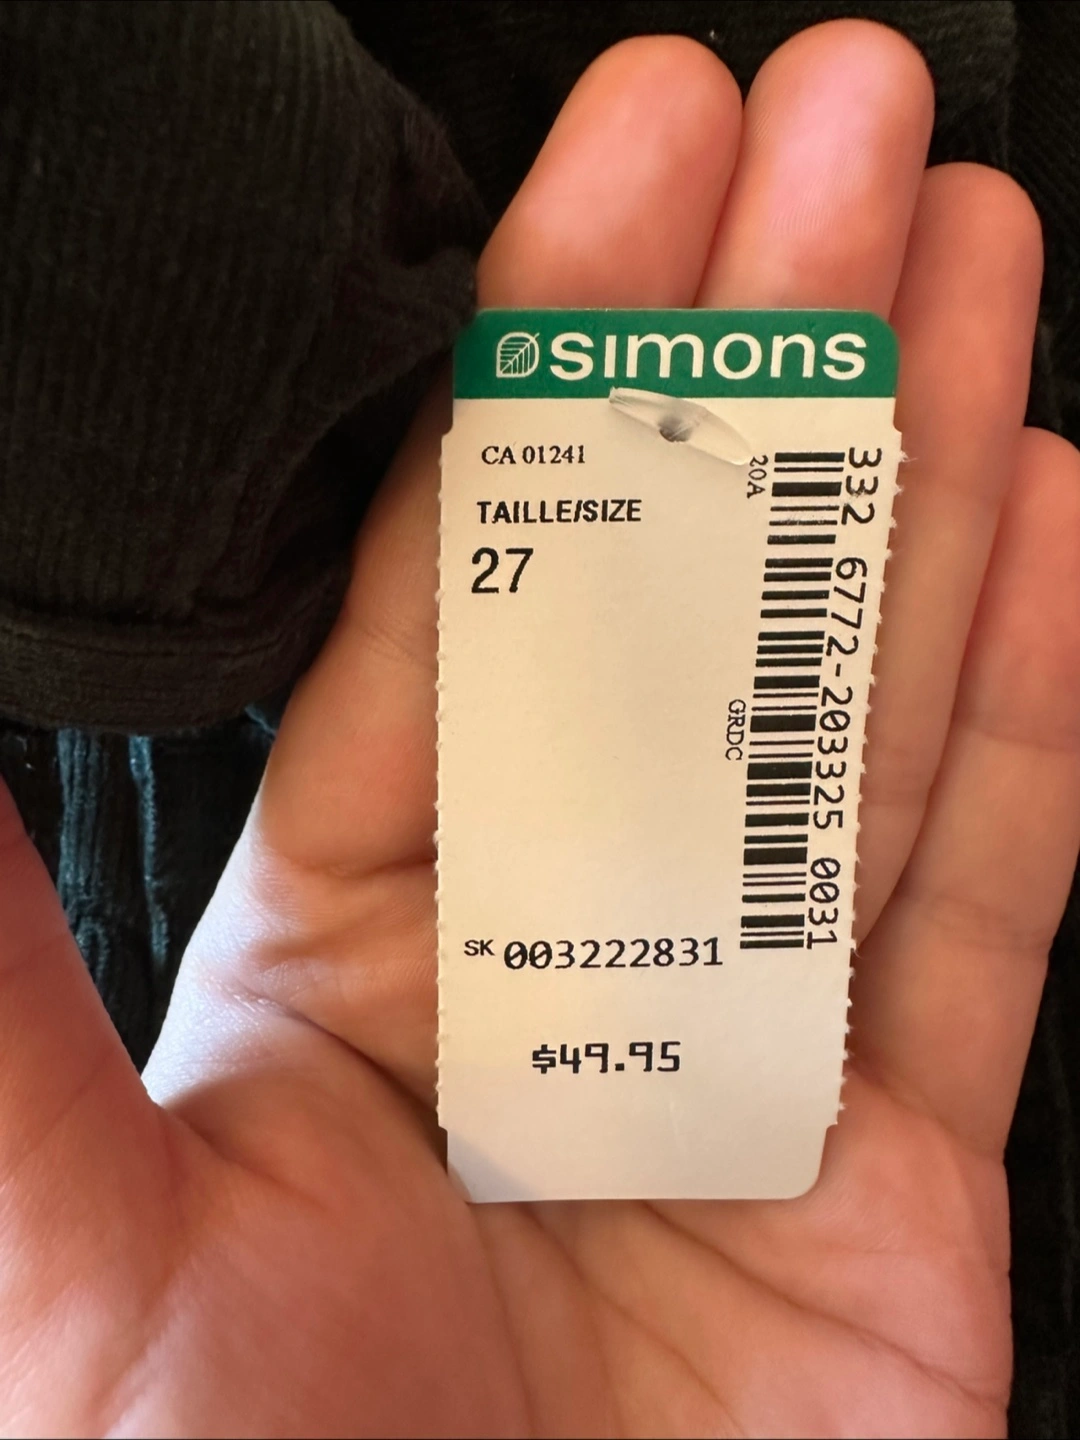 simons
CA 01241
TAILLE/SIZE
27
20A
332 6772-203325 0031
GRDC
SK 003222831
$49.95